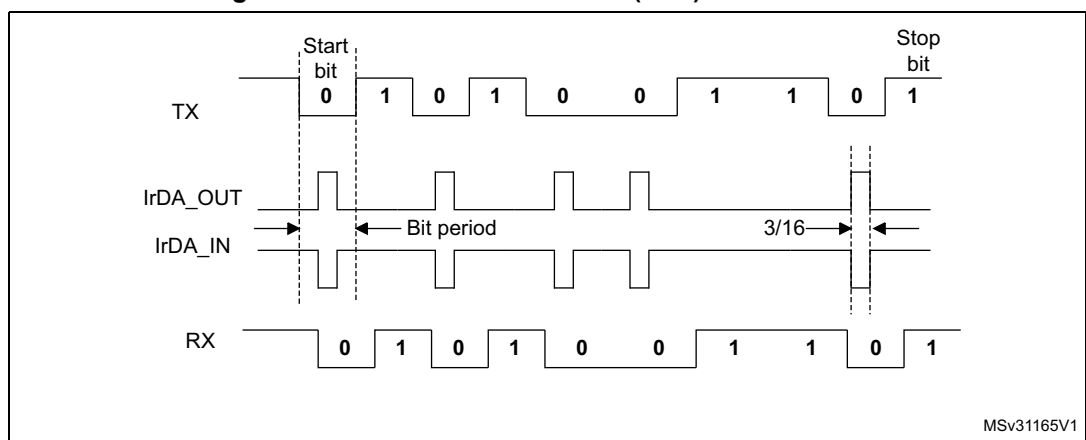 Start
bit
Stop
bit
TX
0 1 0 1 0 0 1 1 0 1
IrDA_OUT
Bit period
3/16
IrDA_IN
RX
0 1 0 1 0 0 1 1 0 1
MSv31165V1